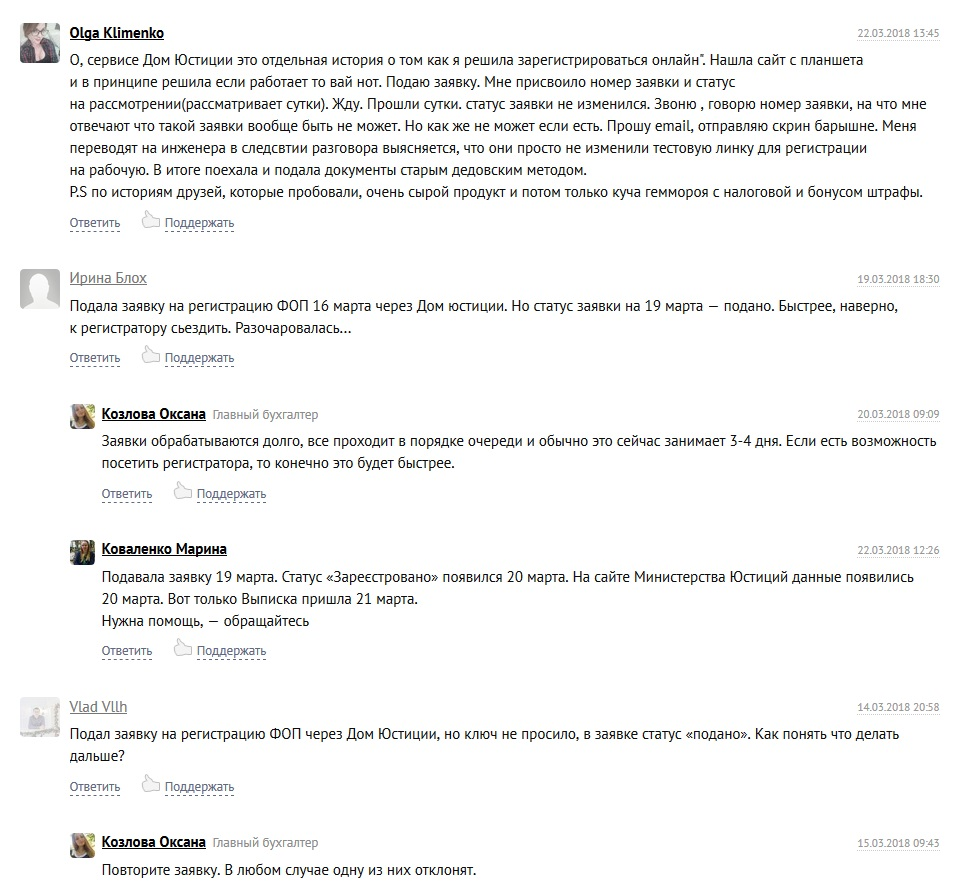 Olga Klimenko 22.03.2018 13:45
О, сервисе Дом Юстиции это отдельная история о том как я решила зарегистрироваться онлайн". Нашла сайт с планшета
и в принципе решила если работает то вай нот. Подаю заявку. Мне присвоило номер заявки и статус
на рассмотрении(рассматривает сутки). Жду. Прошли сутки. статус заявки не изменился. Звоню , говорю номер заявки, на что мне
отвечают что такой заявки вообще быть не может. Но как же не может если есть. Прошу email, отправляю скрин барышне. Меня
переводят на инженера в следсвтии разговора выясняется, что они просто не изменили тестовую линку для регистрации
на рабочую. В итоге поехала и подала документы старым дедовским методом.
P.S по историям друзей, которые пробовали, очень сырой продукт и потом только куча геммороя с налоговой и бонусом штрафы.
Ответить Поддержать
Ирина Блох 19.03.2018 18:30
Подала заявку на регистрацию ФОП 16 марта через Дом юстиции. Но статус заявки на 19 марта — подано. Быстрее, наверно,
к регистратору сьездить. Разочаровалась...
Ответить Поддержать
Козлова Оксана Главный бухгалтер 20.03.2018 09:09
Заявки обрабатываются долго, все проходит в порядке очереди и обычно это сейчас занимает 3-4 дня. Если есть возможность
посетить регистратора, то конечно это будет быстрее.
Ответить Поддержать
Коваленко Марина 22.03.2018 12:26
Подавала заявку 19 марта. Статус «Зареєстровано» появился 20 марта. На сайте Министерства Юстиций данные появились
20 марта. Вот только Выписка пришла 21 марта.
Нужна помощь, — обращайтесь
Ответить Поддержать
Vlad Vllh 14.03.2018 20:58
Подал заявку на регистрацию ФОП через Дом Юстиции, но ключ не просило, в заявке статус «подано». Как понять что делать
дальше?
Ответить Поддержать
Козлова Оксана Главный бухгалтер 15.03.2018 09:43
Повторите заявку. В любом случае одну из них отклонят.